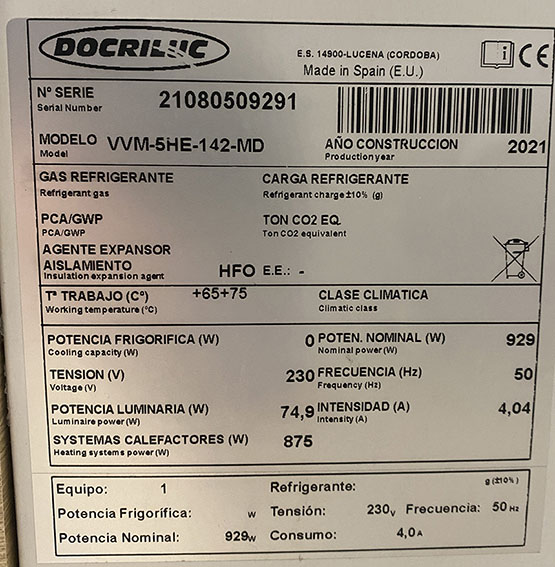 DOCRILUC
E.S. 14900-LUCENA (CORDOBA)
Made in Spain (E.U.)
i CE
Nº SERIE
Serial Number
21080509291
MODELO VVM-5HE-142-MD
Model
AÑO CONSTRUCCION 2021
Production year
GAS REFRIGERANTE
Refrigerant gas
CARGA REFRIGERANTE
Refrigerant charge±10% (g)
PCA/GWP
PCA/GWP
TON CO2 EQ.
Ton CO2 equivalent
AGENTE EXPANSOR
AISLAMIENTO
Insulation expansion agent
HFO E.E.: -
Tª TRABAJO (Cº) +65+75
Working temperature (ºC)
CLASE CLIMATICA
Climatic class
POTENCIA FRIGORIFICA (W) 0
Cooling capacity (W)
POTEN. NOMINAL (W) 929
Nominal power (W)
TENSION (V) 230
Voltage (V)
FRECUENCIA (Hz) 50
Frequency (Hz)
POTENCIA LUMINARIA (W) 74,9
Luminaire power (W)
INTENSIDAD (A) 4,04
Intensity (A)
SYSTEMAS CALEFACTORES (W) 875
Heating systems power (W)
Equipo: 1 Refrigerante: g (±10%)
Potencia Frigorífica: w Tensión: 230v Frecuencia: 50 Hz
Potencia Nominal: 929w Consumo: 4,0A